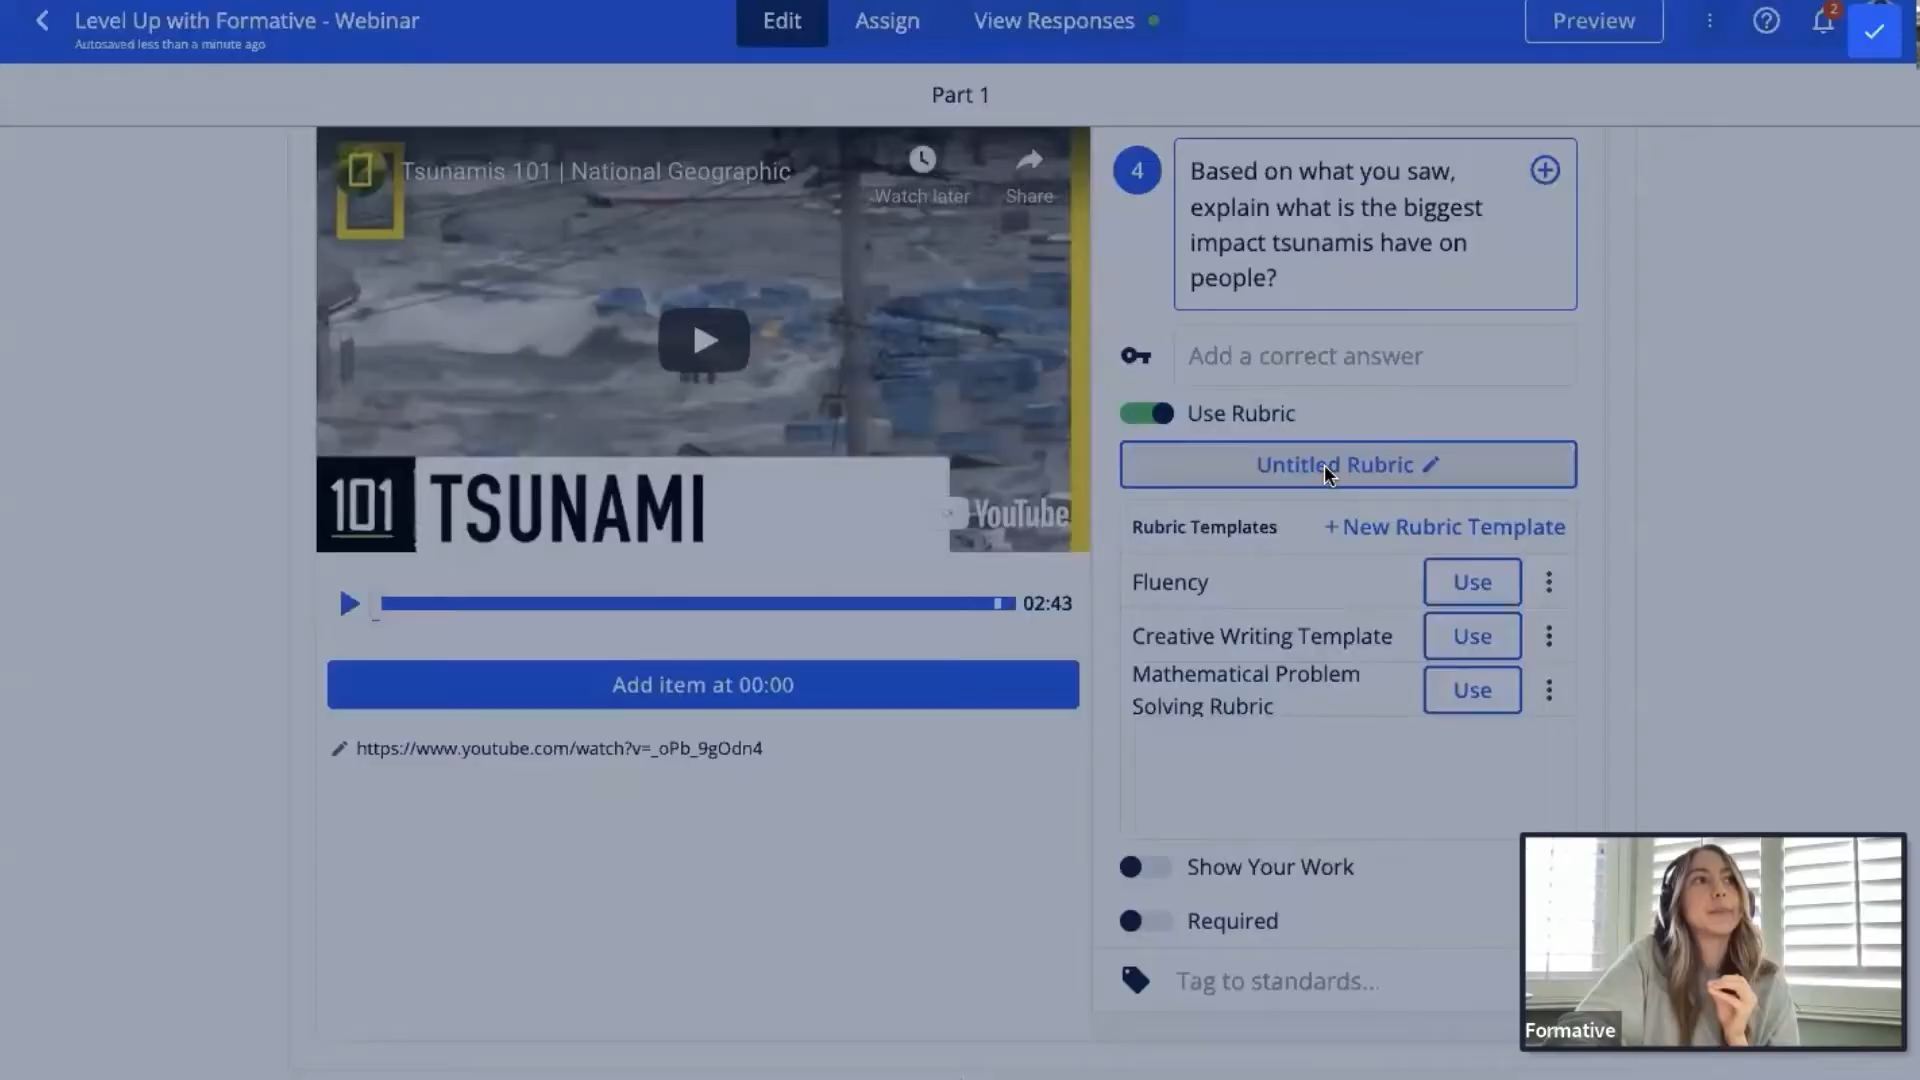 Level Up with Formative - Webinar
Autosaved less than a minute ago
Edit
Assign
View Responses
Preview
2
Part 1
Tsunamis 101 | National Geographic
Watch later
Share
101 TSUNAMI
YouTube
02:43
Add item at 00:00
https://www.youtube.com/watch?v=_oPb_9gOdn4
4
Based on what you saw,
explain what is the biggest
impact tsunamis have on
people?
Add a correct answer
Use Rubric
Untitled Rubric
Rubric Templates
+ New Rubric Template
Fluency
Use
Creative Writing Template
Use
Mathematical Problem
Solving Rubric
Use
Show Your Work
Required
Tag to standards...
Formative